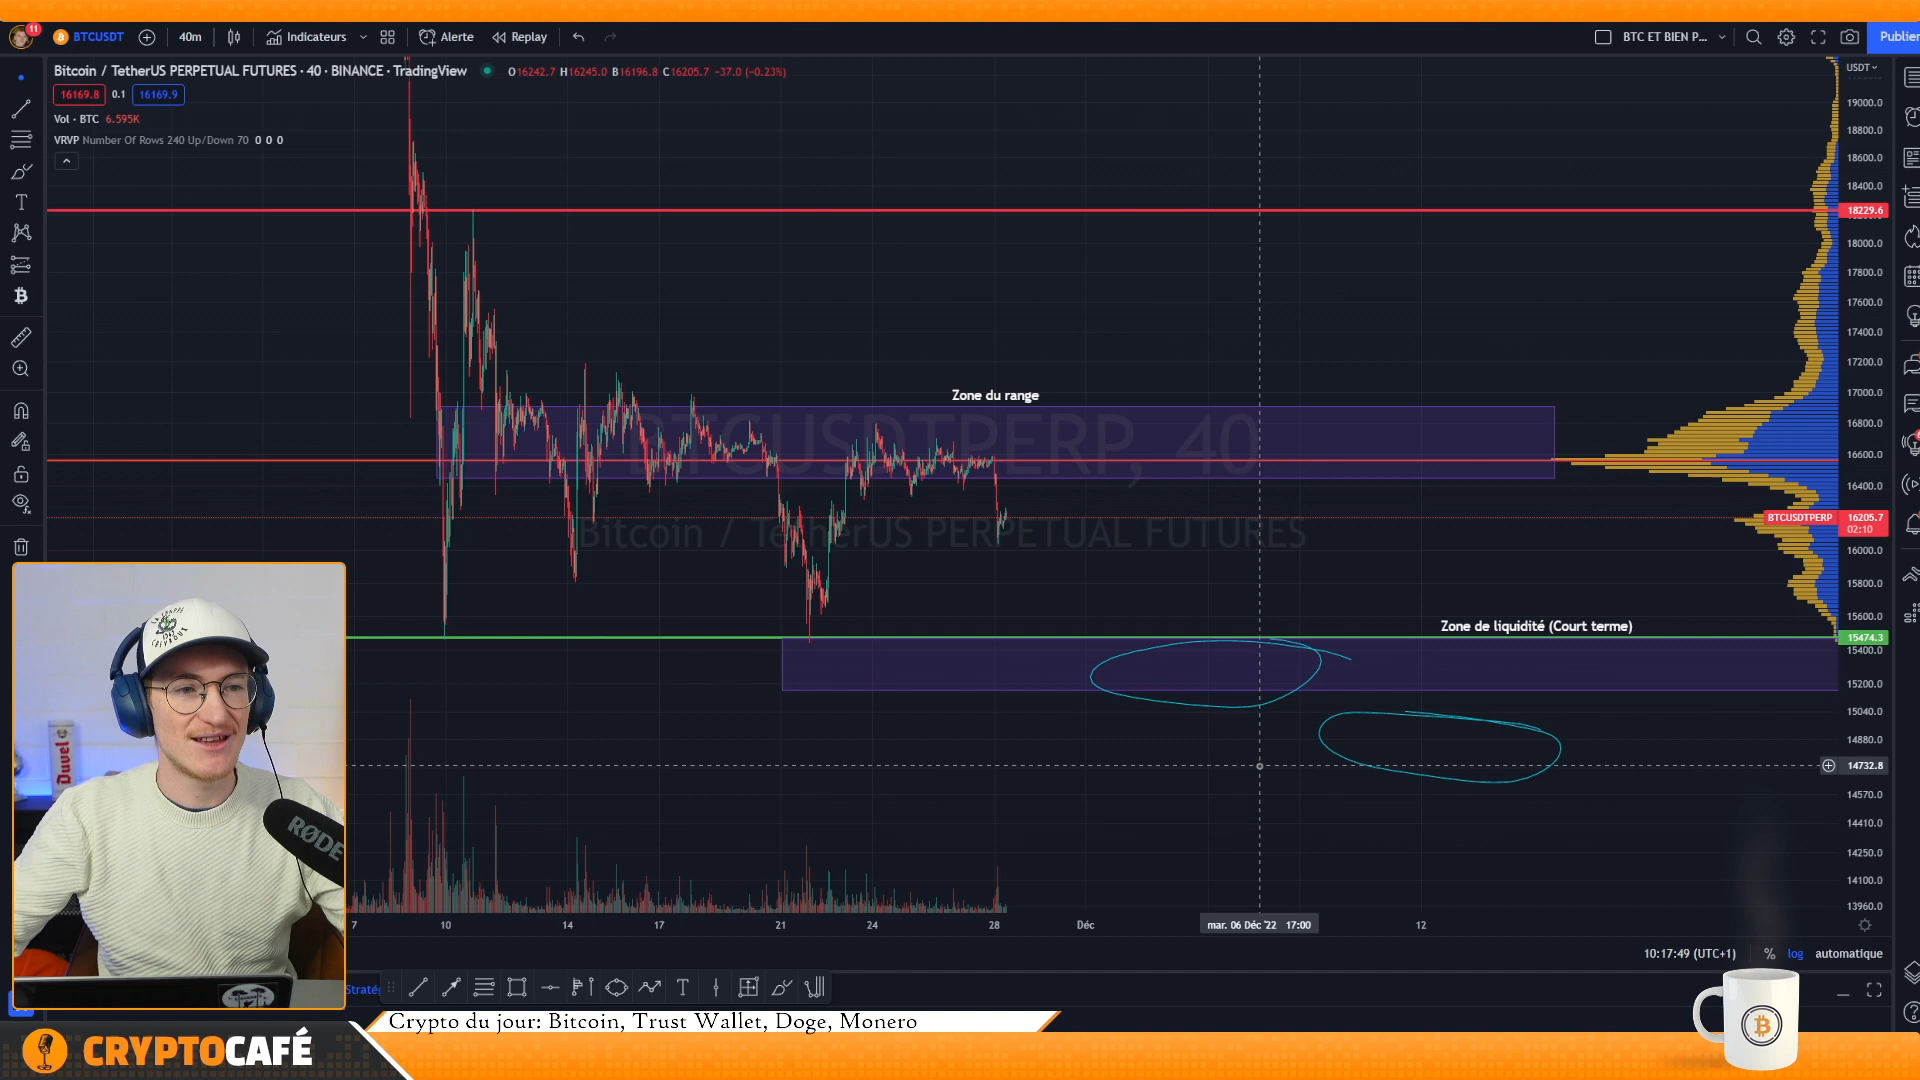 11
BTCUSDT
40m
Indicateurs
Alerte
Replay
BTC ET BIEN P...
Publier
Bitcoin / TetherUS PERPETUAL FUTURES · 40 · BINANCE · TradingView
O16242.7 H16245.0 B16196.8 C16205.7 −37.0 (−0.23%)
USDT
16169.8 0.1 16169.9
Vol · BTC 6.595K
VRVP Number Of Rows 240 Up/Down 70 0 0 0
19000.0
18800.0
18600.0
18400.0
18229.6
18000.0
17800.0
17600.0
17400.0
17200.0
17000.0
Zone du range
BTCUSDTPERP, 40
16800.0
16600.0
16400.0
BTCUSDTPERP 16205.7
02:10
Bitcoin / TetherUS PERPETUAL FUTURES
16000.0
15800.0
15600.0
Zone de liquidité (Court terme)
15474.3
15400.0
15200.0
15040.0
14880.0
14732.8
14570.0
14410.0
14250.0
14100.0
13960.0
Duvel
RØDE
7 10 14 17 21 24 28 Déc mar. 06 Déc '22 17:00 12
10:17:49 (UTC+1) % log automatique
Straté
Crypto du jour: Bitcoin, Trust Wallet, Doge, Monero
CRYPTOCAFÉ